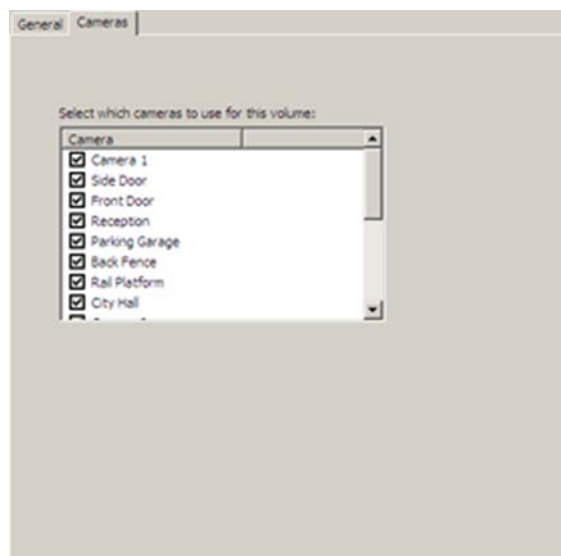 General Cameras
Select which cameras to use for this volume:
Camera
Camera 1
Side Door
Front Door
Reception
Parking Garage
Back Fence
Rail Platform
City Hall